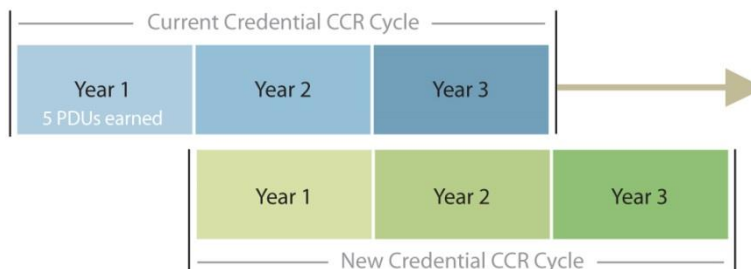 Current Credential CCR Cycle
Year 1
Year 2
Year 3
5 PDUs earned
Year 1
Year 2
Year 3
New Credential CCR Cycle